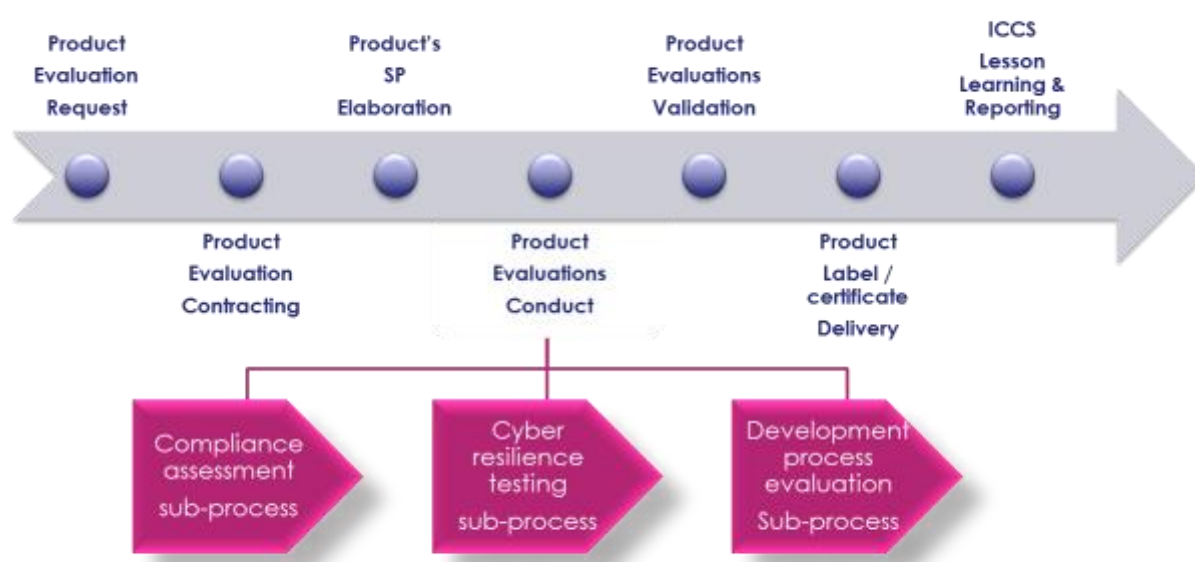 Product
Evaluation
Request
Product's
SP
Elaboration
Product
Evaluations
Validation
ICCS
Lesson
Learning &
Reporting
Product
Evaluation
Contracting
Product
Evaluations
Conduct
Product
Label /
certificate
Delivery
Compliance
assessment
sub-process
Cyber
resilience
testing
sub-process
Development
process
evaluation
Sub-process